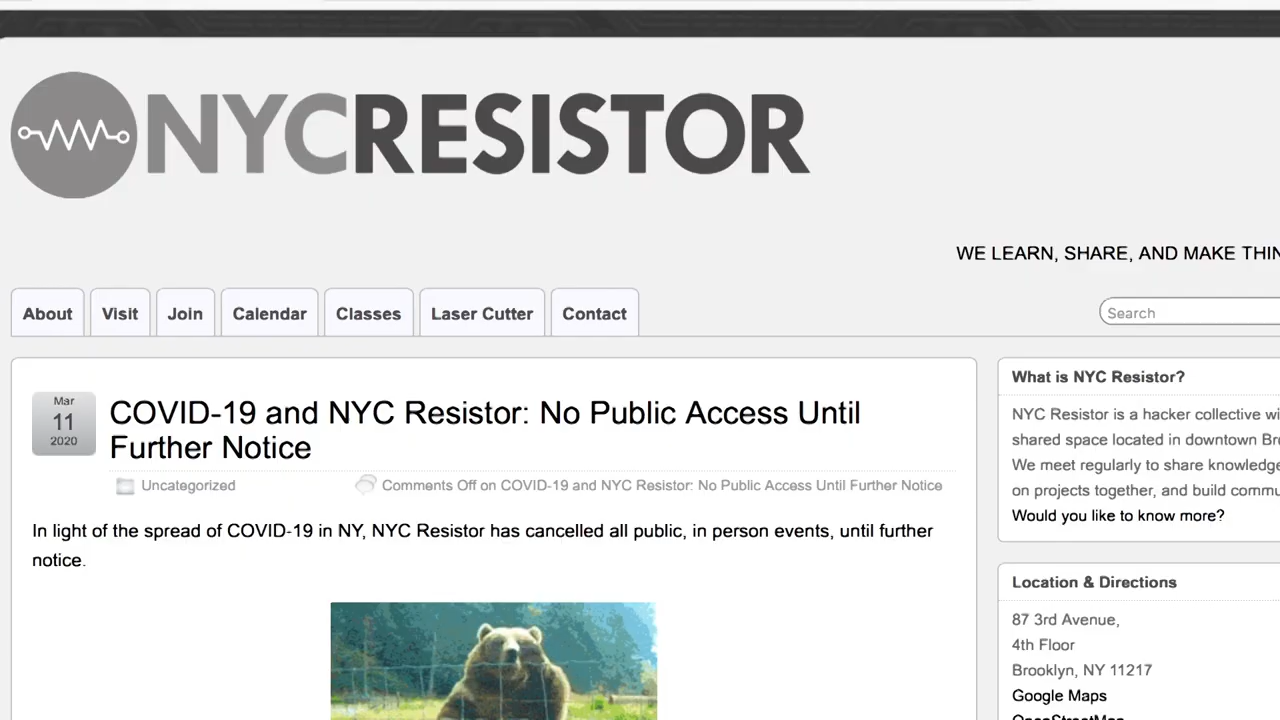 NYCRESISTOR
WE LEARN, SHARE, AND MAKE
About
Visit
Join
Calendar
Classes
Laser Cutter
Contact
Search
Mar
11
2020
COVID-19 and NYC Resistor: No Public Access Until
Further Notice
Uncategorized
Comments Off on COVID-19 and NYC Resistor: No Public Access Until Further Notice
In light of the spread of COVID-19 in NY, NYC Resistor has cancelled all public, in person events, until further
notice.
What is NYC Resistor?
NYC Resistor is a hacker collective
shared space located in downtown
We meet regularly to share
on projects together, and build
Would you like to know more?
Location & Directions
87 3rd Avenue,
4th Floor
Brooklyn, NY 11217
Google Maps
OpenStreetMap